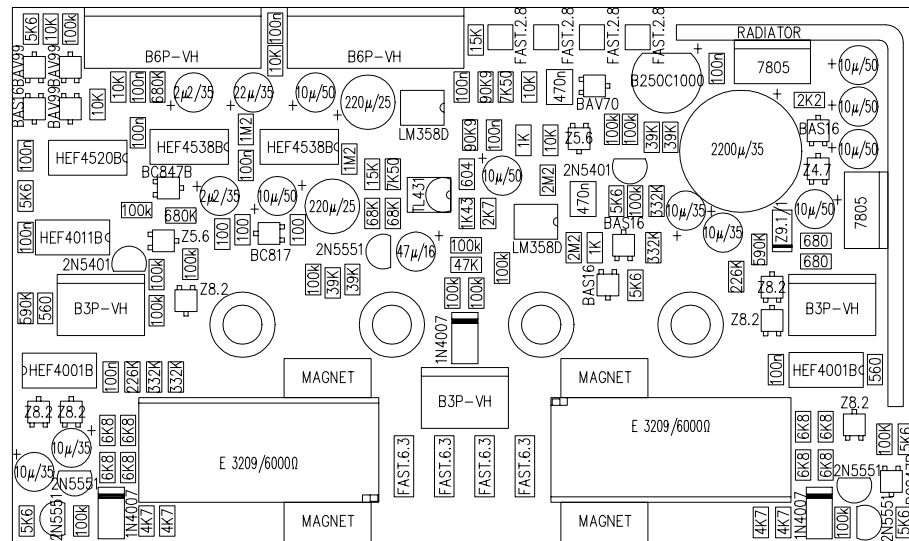 5K6
10K
100n
B6P-VH
100n
10K
B6P-VH
15K
FAST.2.8
FAST.2.8
FAST.2.8
FAST.2.8
RADIATOR
BAV99
BAS16
BAV99
10K
10K
100n
680K
2µ2/35
22µ/35
10µ/50
220µ/25
LM358D
100n
90K9
7K50
10K
470n
BAV70
B250C1000
100n
7805
10µ/50
2K2
10µ/50
BAS16
100n
HEF4520B
100n
HEF4538B
1M2
100n
HEF4538B
1M2
90K9
100n
1K
10K
Z5.6
100k
100k
39K
39K
2200µ/35
10µ/50
Z4.7
BC847B
15K
7K50
TL431
604
10µ/50
2M2
2N5401
5K6
2µ2/35
10µ/50
220µ/25
68K
68K
1K43
2K7
470n
5K6
100k
332K
10µ/35
10µ/50
7805
100k
680K
100
100
100
LM358D
BAS16
10µ/35
Z9.1/1
100n
HEF4011B
Z5.6
BC817
2N5551
47µ/16
100k
47K
100k
2M2
1K
332K
590K
680
680
2N5401
100k
100k
39K
39K
100k
100k
BAS16
5K6
226K
Z8.2
590K
560
B3P-VH
100k
Z8.2
1N4007
Z8.2
B3P-VH
HEF4001B
100n
226K
332K
332K
MAGNET
B3P-VH
MAGNET
100n
HEF4001B
560
Z8.2
Z8.2
6K8
6K8
E 3209/6000Ω
E 3209/6000Ω
6K8
6K8
Z8.2
100K
5K6
10µ/35
10µ/35
6K8
6K8
FAST.6.3
FAST.6.3
FAST.6.3
FAST.6.3
6K8
6K8
2N5551
2N5551
5K6
2N5551
100k
1N4007
4K7
4K7
MAGNET
MAGNET
4K7
4K7
1N4007
100k
2N5551
5K6